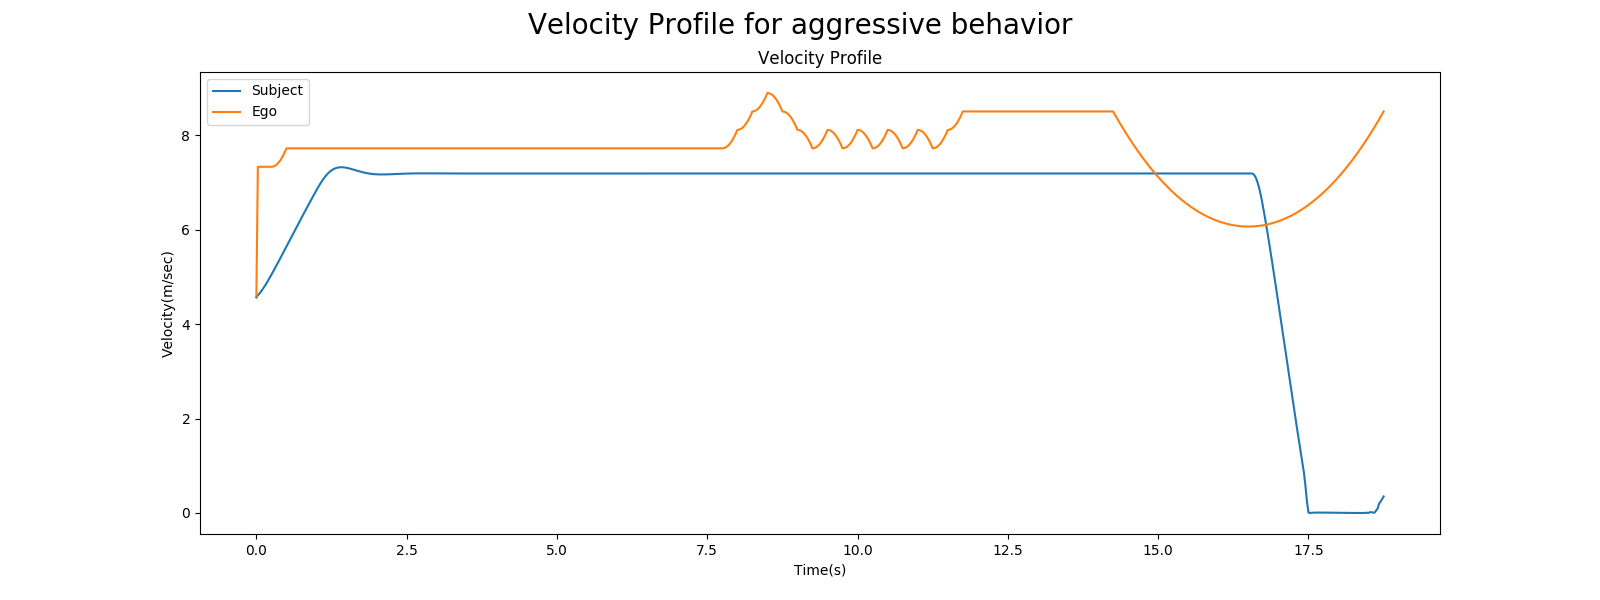 Velocity Profile for aggressive behavior
Velocity Profile
Subject
Ego
8
6
4
2
0
Velocity(m/sec)
0.0 2.5 5.0 7.5 10.0 12.5 15.0 17.5
Time(s)